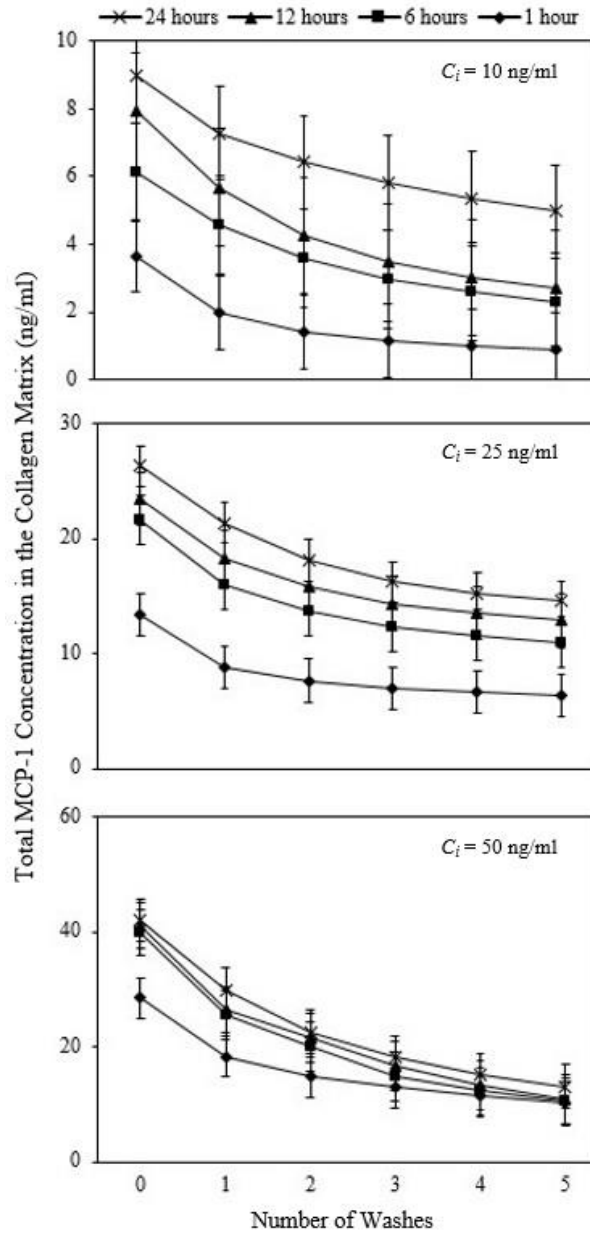 24 hours 12 hours 6 hours 1 hour
Total MCP-1 Concentration in the Collagen Matrix (ng/ml)
10
8
6
4
2
0
Ci = 10 ng/ml
30
20
10
0
Ci = 25 ng/ml
60
40
20
0
Ci = 50 ng/ml
0 1 2 3 4 5
Number of Washes